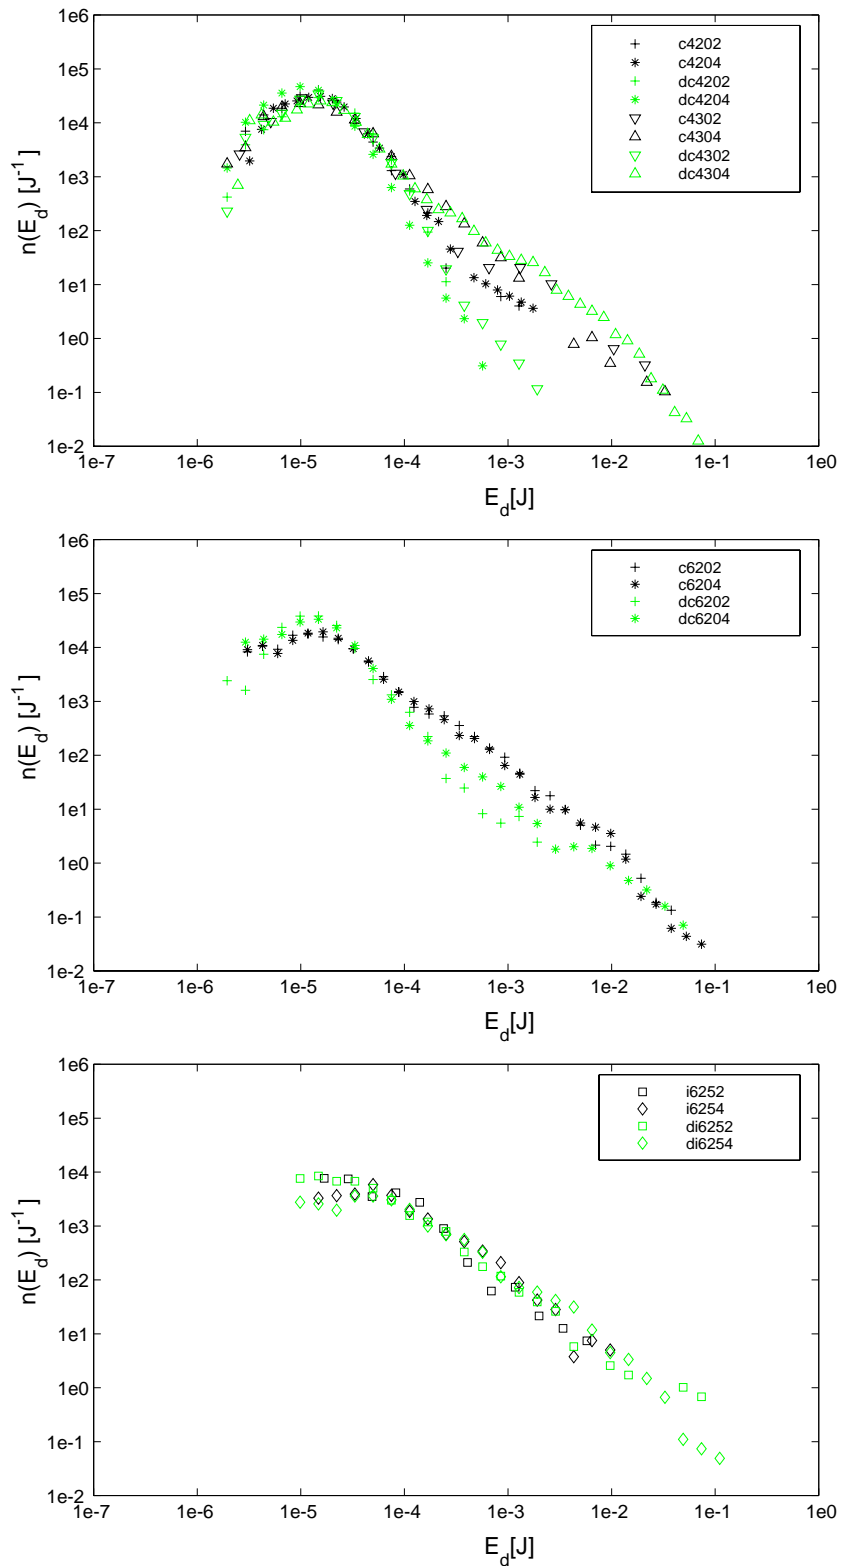 1e6
1e5
1e4
1e3
1e2
1e1
1e0
1e-1
1e-2
n(E_d) [J^-1]
c4202
c4204
dc4202
dc4204
c4302
c4304
dc4302
dc4304
1e-7 1e-6 1e-5 1e-4 1e-3 1e-2 1e-1 1e0
E_d[J]
1e6
1e5
1e4
1e3
1e2
1e1
1e0
1e-1
1e-2
n(E_d) [J^-1]
c6202
c6204
dc6202
dc6204
1e-7 1e-6 1e-5 1e-4 1e-3 1e-2 1e-1 1e0
E_d[J]
1e6
1e5
1e4
1e3
1e2
1e1
1e0
1e-1
1e-2
n(E_d) [J^-1]
i6252
i6254
di6252
di6254
1e-7 1e-6 1e-5 1e-4 1e-3 1e-2 1e-1 1e0
E_d[J]